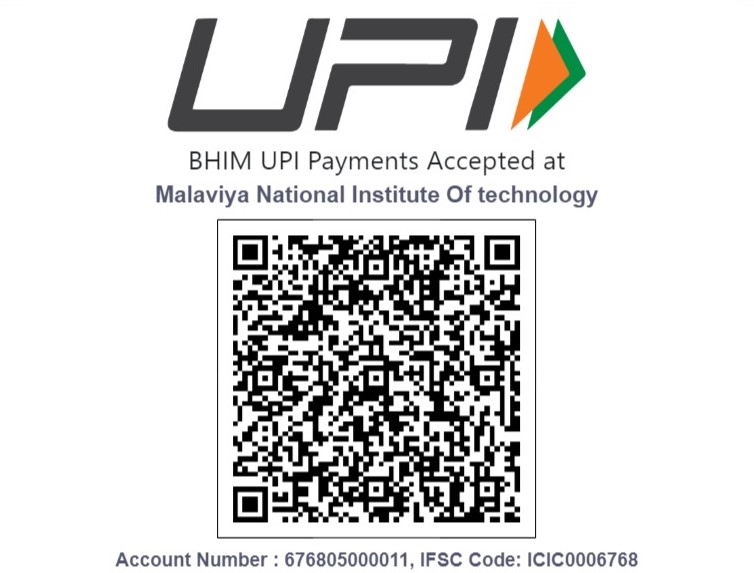 UPI
BHIM UPI Payments Accepted at
Malaviya National Institute Of technology
Account Number : 676805000011, IFSC Code: ICIC0006768